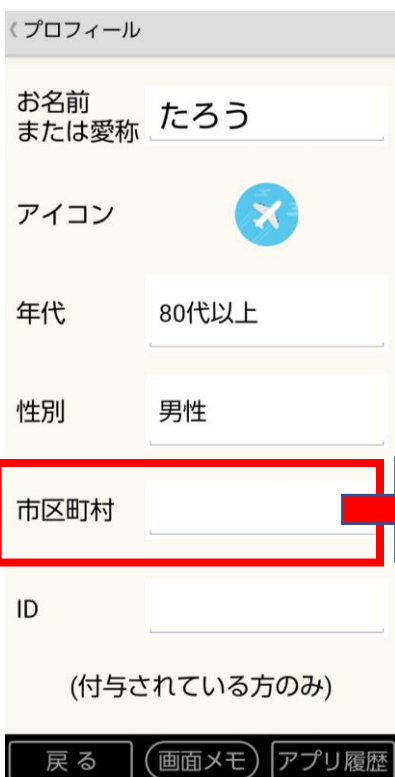 《 プロフィール
お名前
または愛称
たろう
アイコン
年代
80代以上
性別
男性
市区町村
ID
(付与されている方のみ)
戻る
画面メモ
アプリ履歴